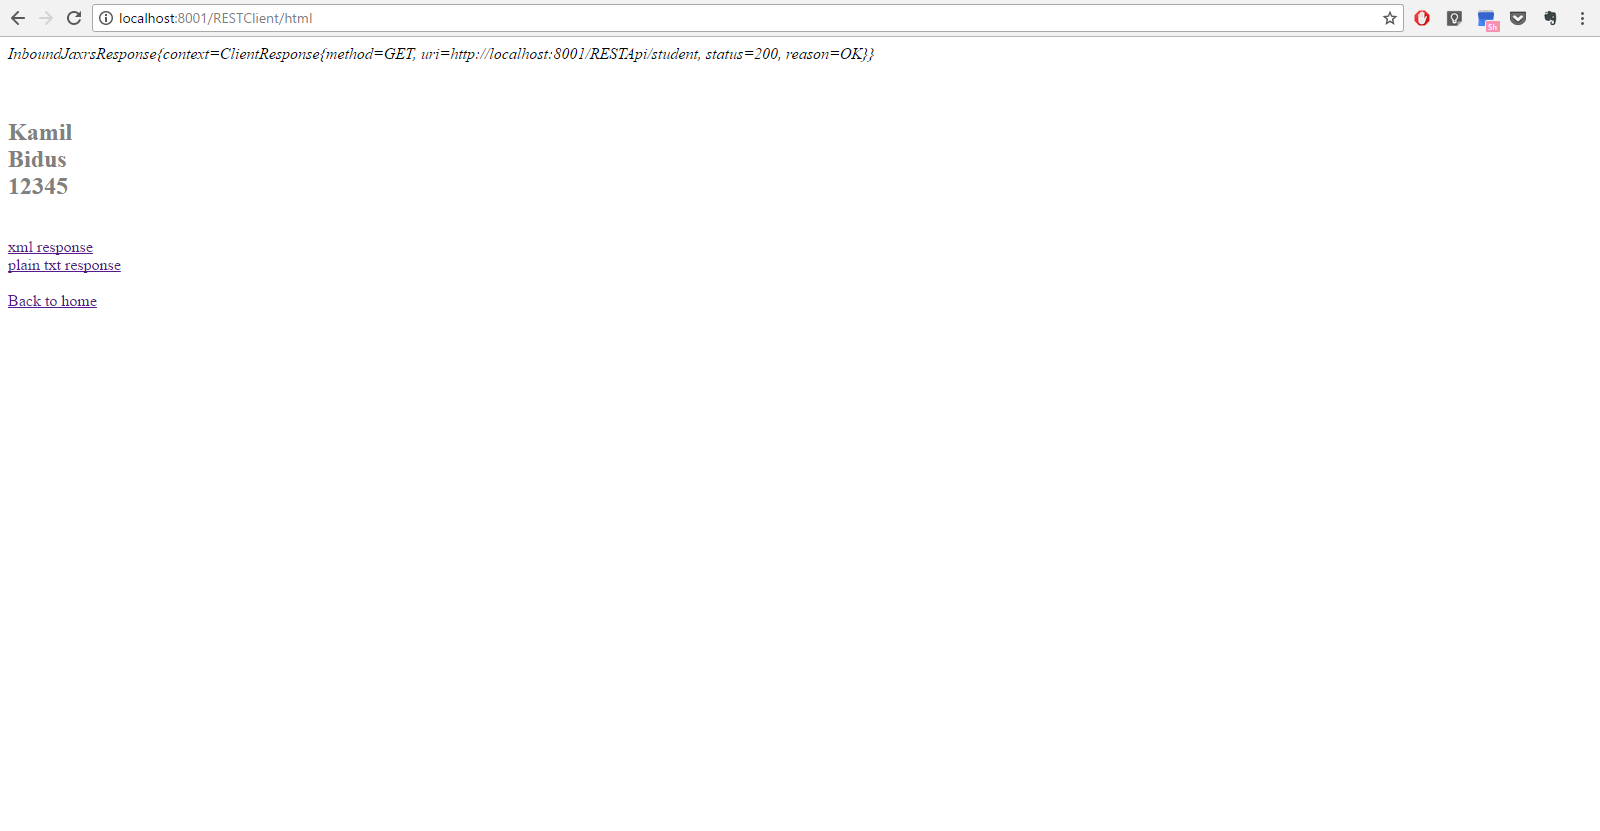 localhost:8001/RESTClient/html
5h
InboundJaxrsResponse{context=ClientResponse{method=GET, uri=http://localhost:8001/RESTApi/student, status=200, reason=OK}}
Kamil
Bidus
12345
xml response
plain txt response
Back to home